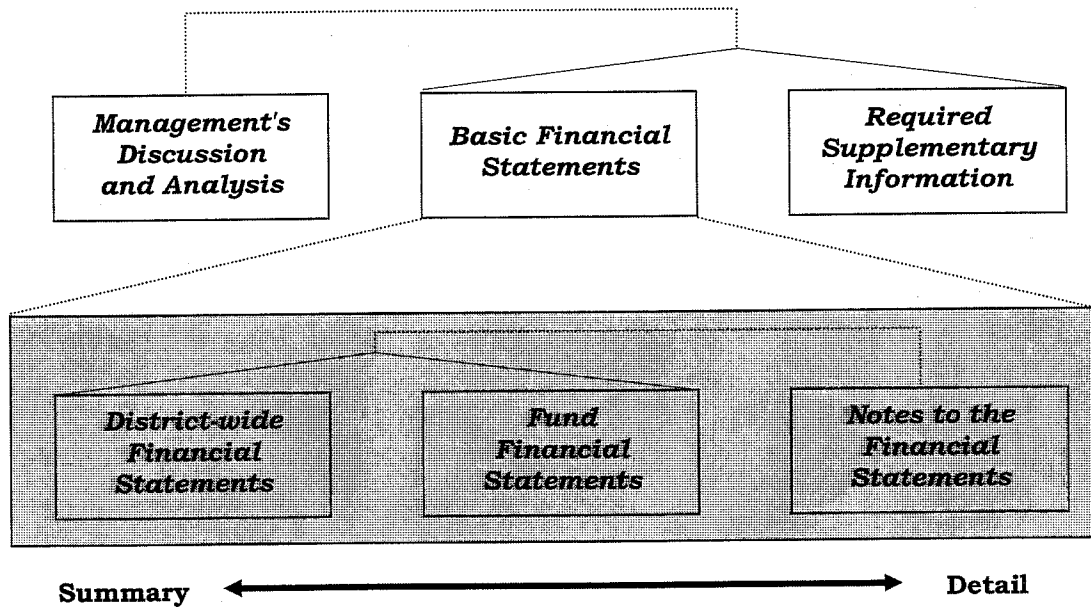 Management's
Discussion
and Analysis
Basic Financial
Statements
Required
Supplementary
Information
District-wide
Financial
Statements
Fund
Financial
Statements
Notes to the
Financial
Statements
Summary
Detail